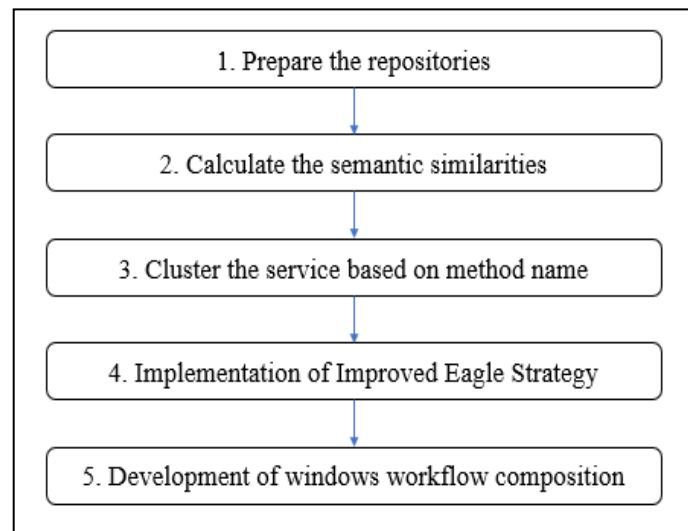 1. Prepare the repositories
2. Calculate the semantic similarities
3. Cluster the service based on method name
4. Implementation of Improved Eagle Strategy
5. Development of windows workflow composition